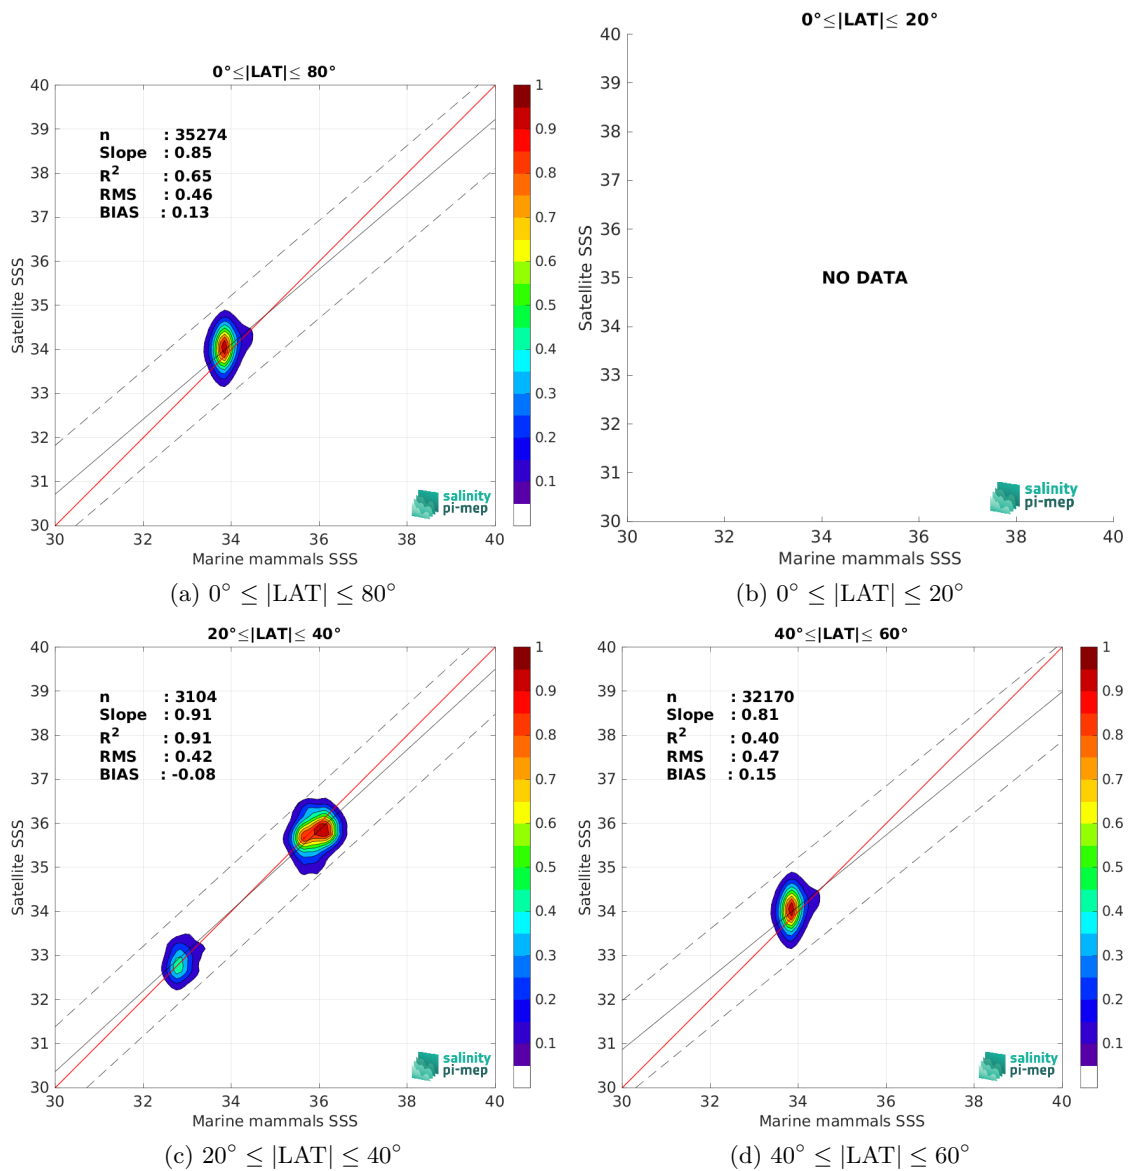 0°≤|LAT|≤ 80°
40
39
38
37
36
35
34
33
32
31
30
Satellite SSS
n : 35274
Slope : 0.85
R² : 0.65
RMS : 0.46
BIAS : 0.13
salinity
pi-mep
30 32 34 36 38 40
Marine mammals SSS
1
0.9
0.8
0.7
0.6
0.5
0.4
0.3
0.2
0.1
(a) 0° ≤ |LAT| ≤ 80°
0°≤|LAT|≤ 20°
40
39
38
37
36
35
34
33
32
31
30
Satellite SSS
NO DATA
salinity
pi-mep
30 32 34 36 38 40
Marine mammals SSS
(b) 0° ≤ |LAT| ≤ 20°
20°≤|LAT|≤ 40°
40
39
38
37
36
35
34
33
32
31
30
Satellite SSS
n : 3104
Slope : 0.91
R² : 0.91
RMS : 0.42
BIAS : -0.08
salinity
pi-mep
30 32 34 36 38 40
Marine mammals SSS
1
0.9
0.8
0.7
0.6
0.5
0.4
0.3
0.2
0.1
(c) 20° ≤ |LAT| ≤ 40°
40°≤|LAT|≤ 60°
40
39
38
37
36
35
34
33
32
31
30
Satellite SSS
n : 32170
Slope : 0.81
R² : 0.40
RMS : 0.47
BIAS : 0.15
salinity
pi-mep
30 32 34 36 38 40
Marine mammals SSS
1
0.9
0.8
0.7
0.6
0.5
0.4
0.3
0.2
0.1
(d) 40° ≤ |LAT| ≤ 60°